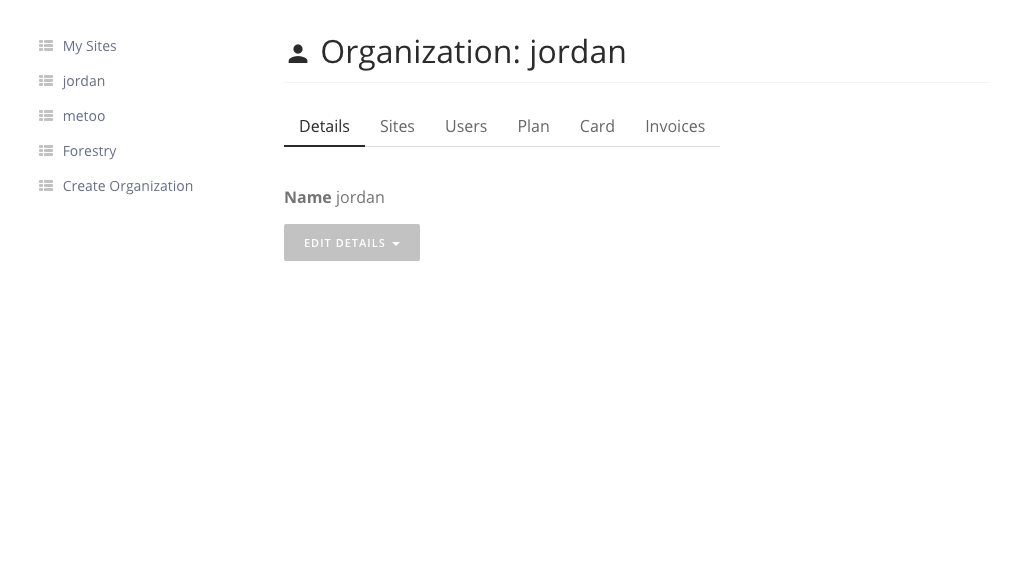 My Sites
jordan
metoo
Forestry
Create Organization
Organization: jordan
Details Sites Users Plan Card Invoices
Name jordan
EDIT DETAILS